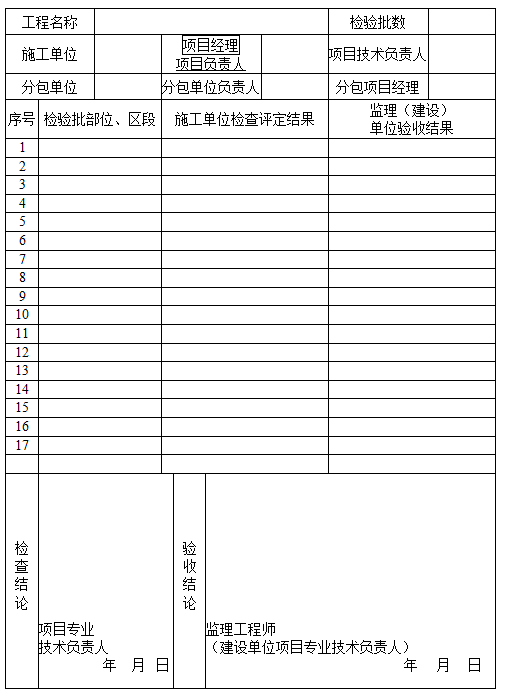 工程名称 检验批数
施工单位 项目经理 项目技术负责人
项目负责人
分包单位 分包单位负责人 分包项目经理
序号 检验批部位、区段 施工单位检查评定结果 监理（建设）
单位验收结果
1
2
3
4
5
6
7
8
9
10
11
12
13
14
15
16
17
检查结论
项目专业
技术负责人
年 月 日
验收结论
监理工程师
（建设单位项目专业技术负责人）
年 月 日